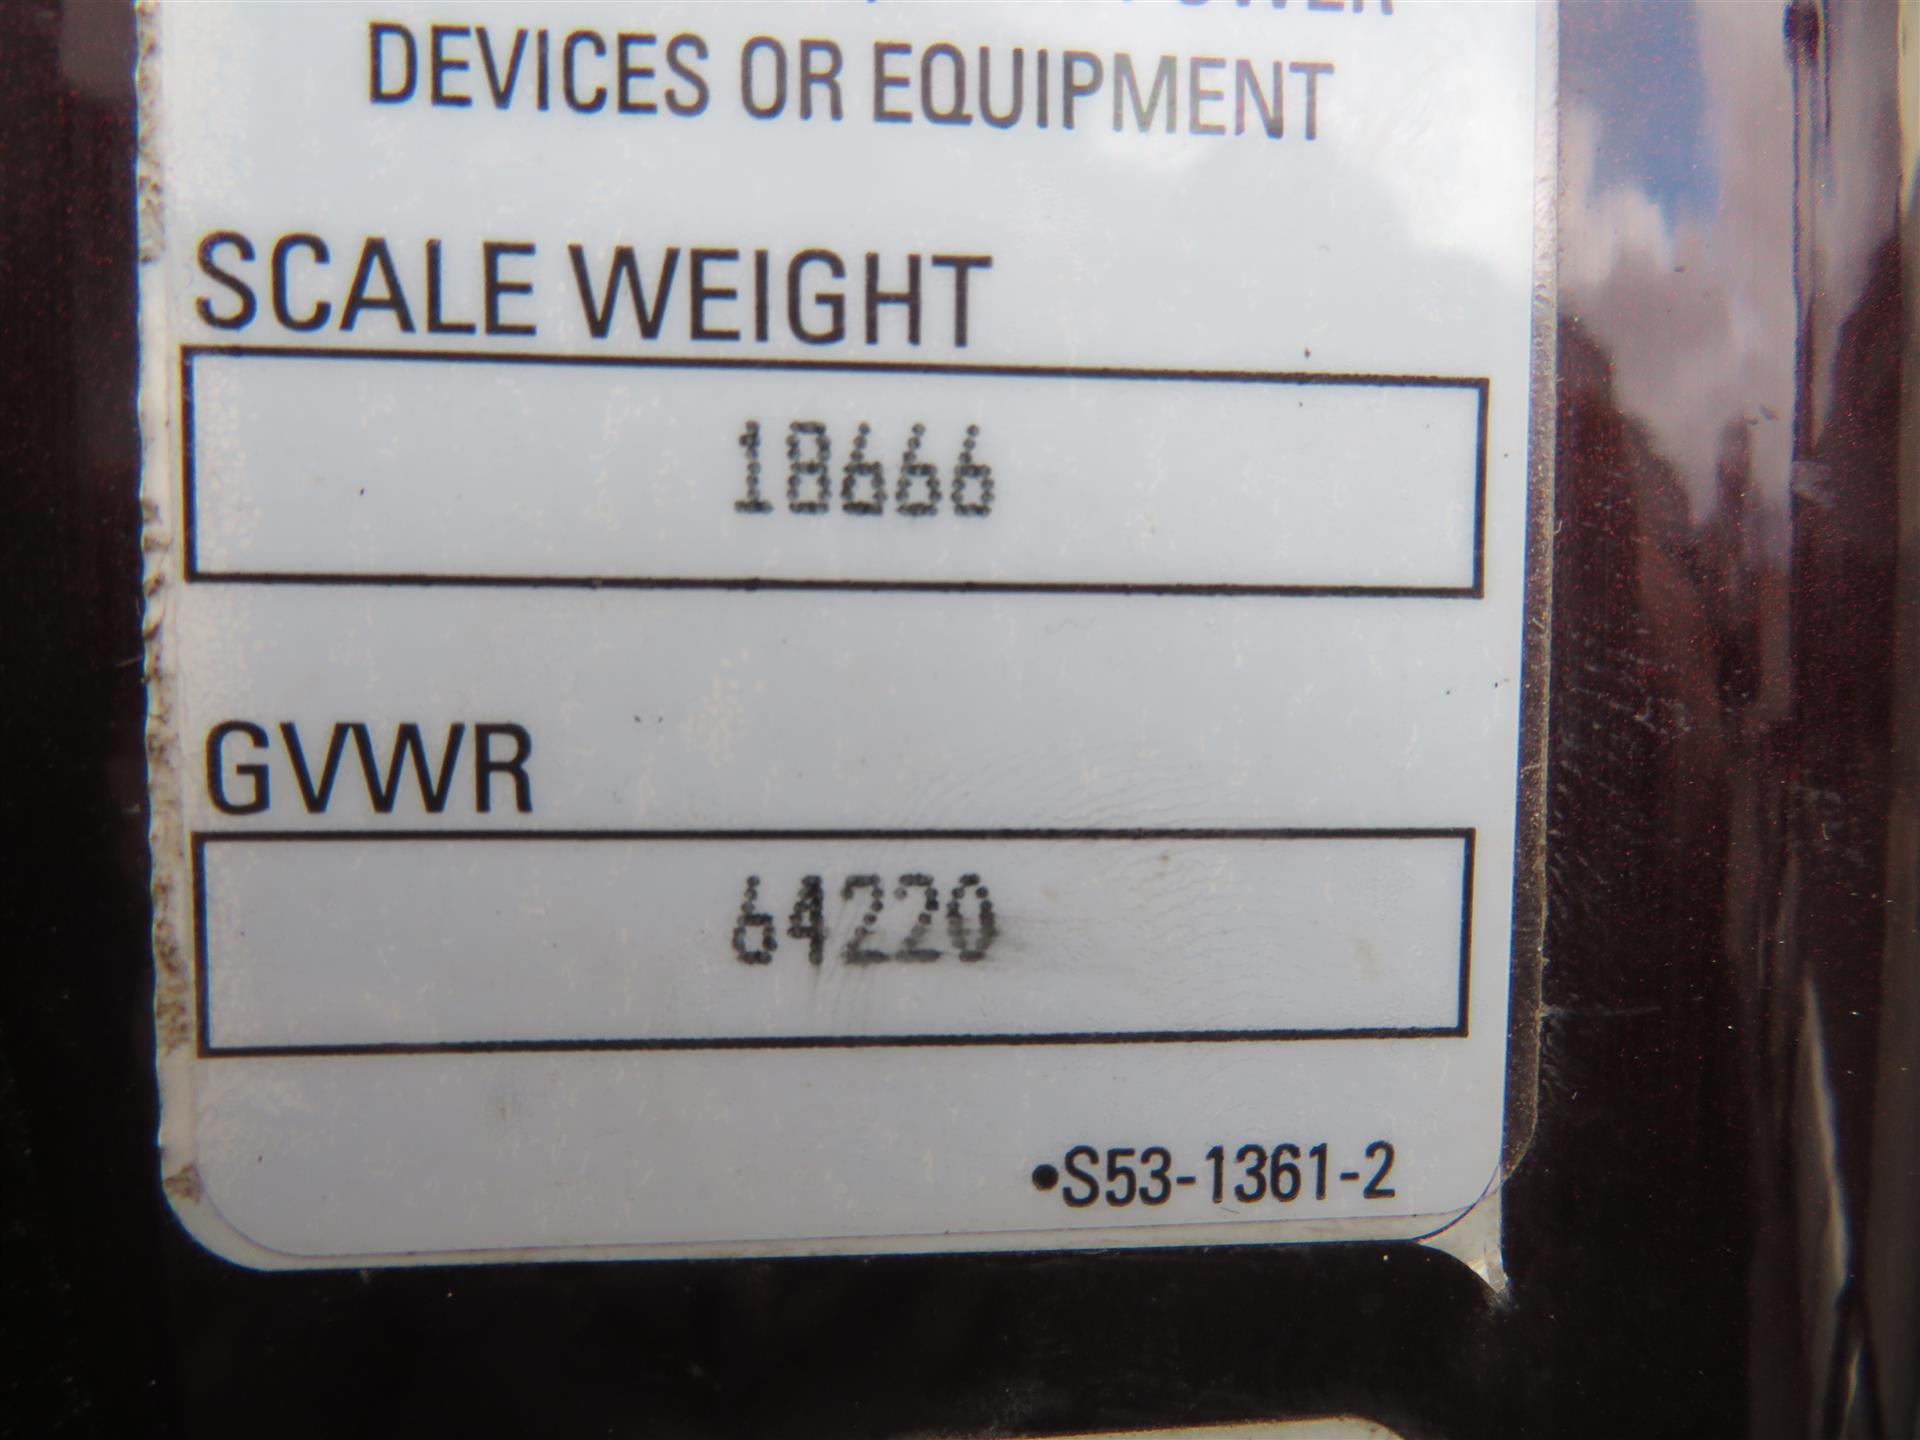 DEVICES OR EQUIPMENT
SCALE WEIGHT
18666
GVWR
64220
•S53-1361-2